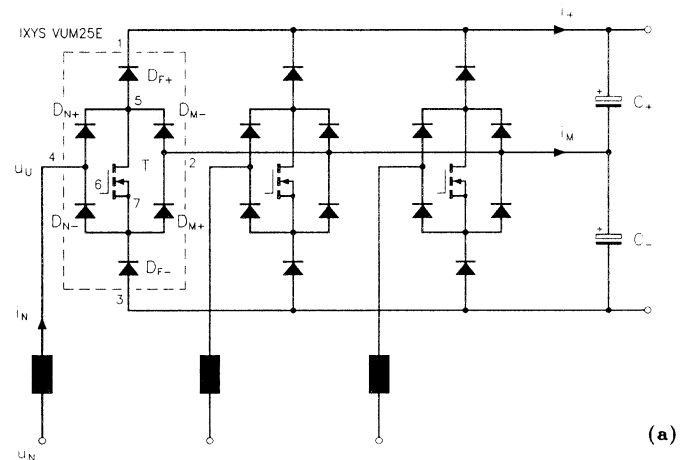 IXYS VUM25E
i+
1
DF+
5
DN+
DM-
C+
4
iM
uU
T
2
6
7
DN-
DM+
C-
DF-
3
iN
uN
(a)
+
+